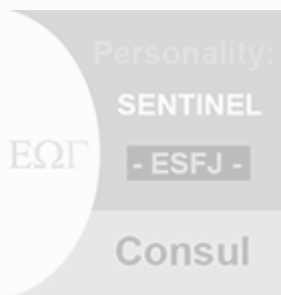 Personality:
SENTINEL
ΕΩΓ
- ESFJ -
Consul